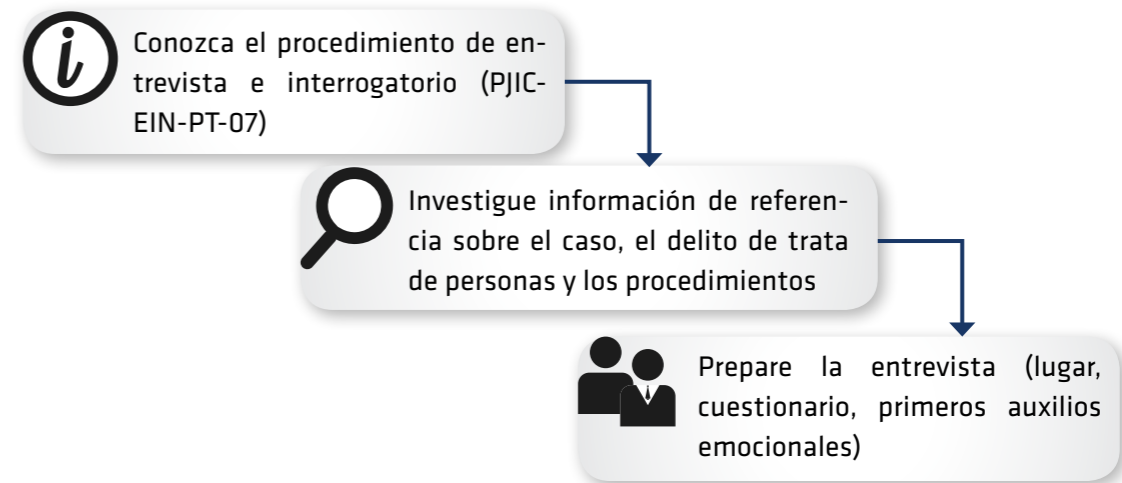 i
Conozca el procedimiento de en-
trevista e interrogatorio (PJIC-
EIN-PT-07)
Investigue información de referen-
cia sobre el caso, el delito de trata
de personas y los procedimientos
Prepare la entrevista (lugar,
cuestionario, primeros auxilios
emocionales)